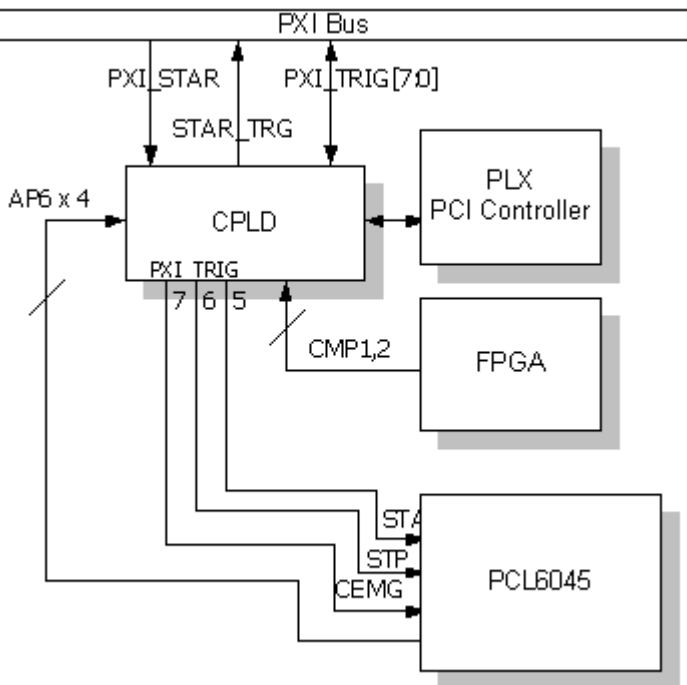 PXI Bus
PXI_STAR
PXI_TRIG[7:0]
STAR_TRG
AP6 x 4
CPLD
PLX
PCI Controller
PXI TRIG
7 6 5
CMP1,2
FPGA
STA
STP
CEMG
PCL6045